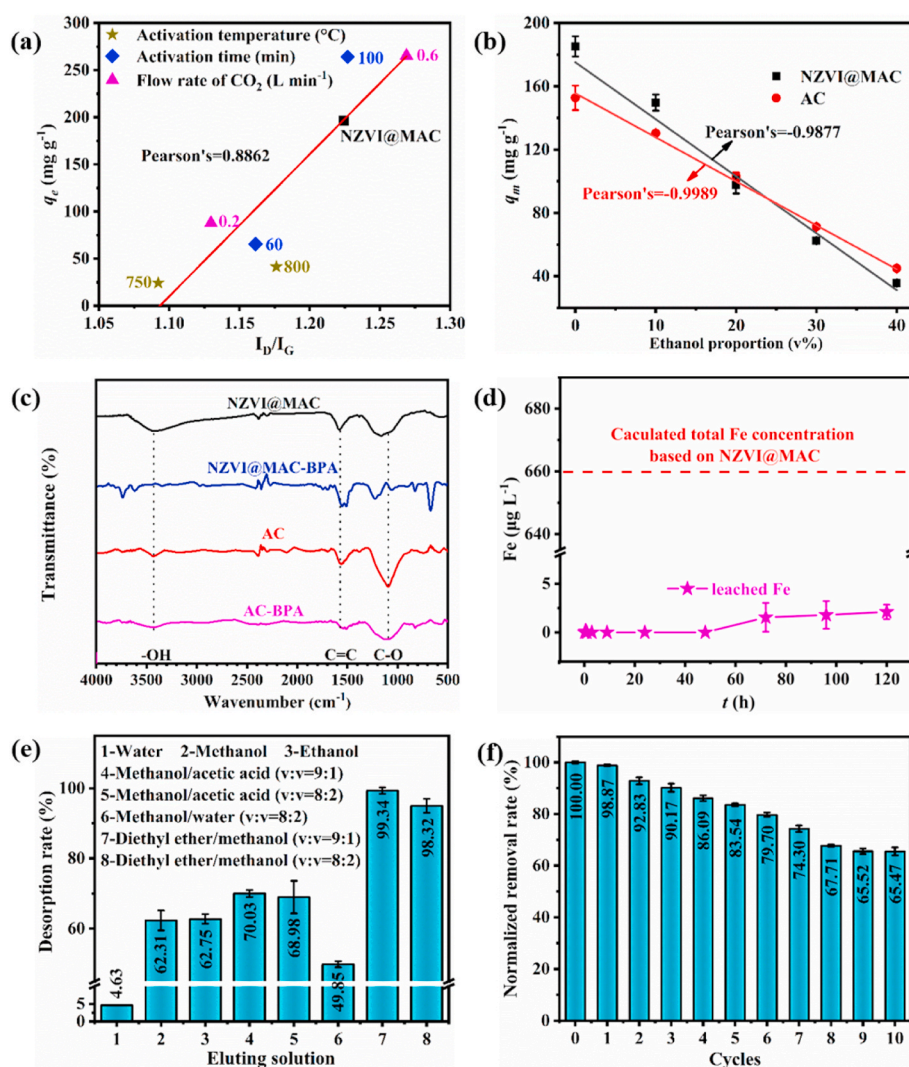 (a)
300
250
200
150
100
50
0
qe (mg g-1)
Activation temperature (°C)
Activation time (min)
Flow rate of CO2 (L min-1)
100
0.6
NZVI@MAC
Pearson's=0.8862
0.2
60
750
800
1.05 1.10 1.15 1.20 1.25 1.30
ID/IG
(b)
200
160
120
80
40
qm (mg g-1)
NZVI@MAC
AC
Pearson's=-0.9877
Pearson's=-0.9989
0 10 20 30 40
Ethanol proportion (v%)
(c)
Transmittance (%)
NZVI@MAC
NZVI@MAC-BPA
AC
AC-BPA
-OH C=C C-O
4000 3500 3000 2500 2000 1500 1000 500
Wavenumber (cm-1)
(d)
680
660
640
5
0
Fe (µg L-1)
Caculated total Fe concentration
based on NZVI@MAC
leached Fe
0 20 40 60 80 100 120
t (h)
(e)
100
80
60
5
0
Desorption rate (%)
1-Water 2-Methanol 3-Ethanol
4-Methanol/acetic acid (v:v=9:1)
5-Methanol/acetic acid (v:v=8:2)
6-Methanol/water (v:v=8:2)
7-Diethyl ether/methanol (v:v=9:1)
8-Diethyl ether/methanol (v:v=8:2)
4.63 62.31 62.75 70.03 68.98 49.85 99.34 98.32
1 2 3 4 5 6 7 8
Eluting solution
(f)
100
80
60
40
20
0
Normalized removal rate (%)
100.00 98.87 92.83 90.17 86.09 83.54 79.70 74.30 67.71 65.52 65.47
0 1 2 3 4 5 6 7 8 9 10
Cycles